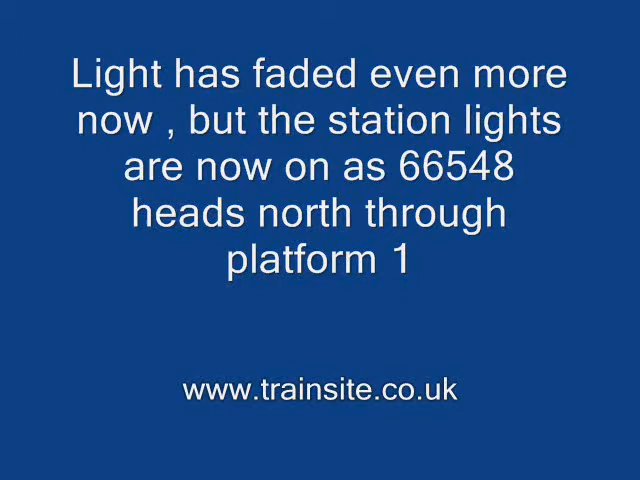 Light has faded even more
now , but the station lights
are now on as 66548
heads north through
platform 1
www.trainsite.co.uk